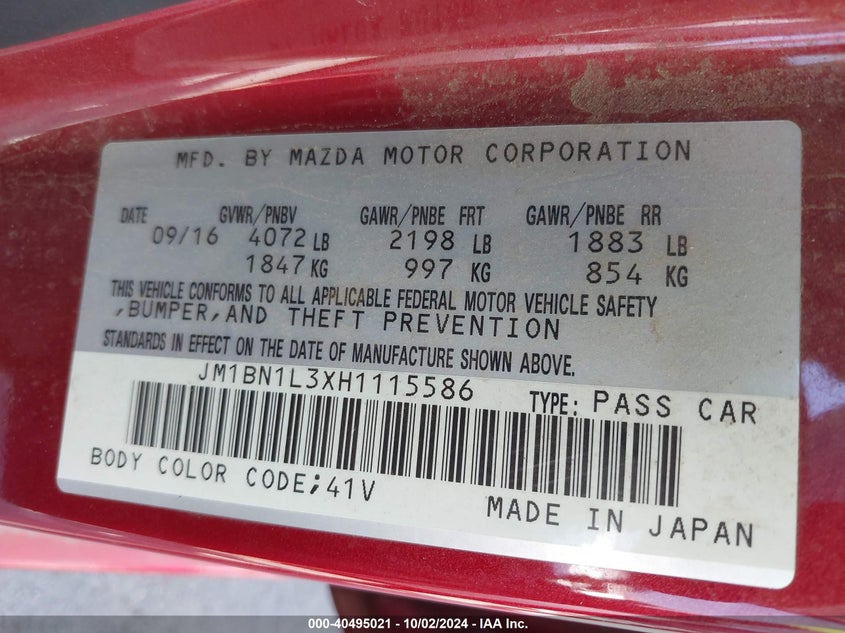 MFD. BY MAZDA MOTOR CORPORATION
DATE GVWR/PNBV GAWR/PNBE FRT GAWR/PNBE RR
09/16 4072 LB 2198 LB 1883 LB
1847 KG 997 KG 854 KG
THIS VEHICLE CONFORMS TO ALL APPLICABLE FEDERAL MOTOR VEHICLE SAFETY
,BUMPER,AND THEFT PREVENTION
STANDARDS IN EFFECT ON THE DATE OF MANUFACTURE SHOWN ABOVE.
JM1BN1L3XH1115586 TYPE: PASS CAR
BODY COLOR CODE;41V
MADE IN JAPAN
000-40495021 - 10/02/2024 - IAA Inc.